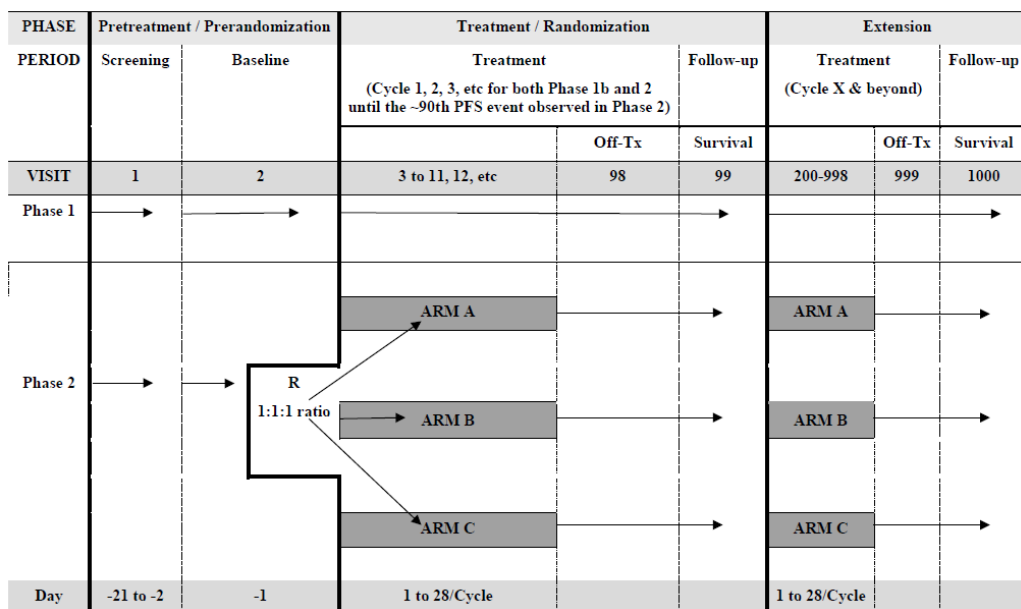 PHASE Pretreatment / Prerandomization Treatment / Randomization Extension
PERIOD Screening Baseline Treatment Follow-up Treatment Follow-up
(Cycle 1, 2, 3, etc for both Phase 1b and 2 (Cycle X & beyond)
until the ~90th PFS event observed in Phase 2)
Off-Tx Survival Off-Tx Survival
VISIT 1 2 3 to 11, 12, etc 98 99 200-998 999 1000
Phase 1
ARM A ARM A
Phase 2 R
1:1:1 ratio
ARM B ARM B
ARM C ARM C
Day -21 to -2 -1 1 to 28/Cycle 1 to 28/Cycle